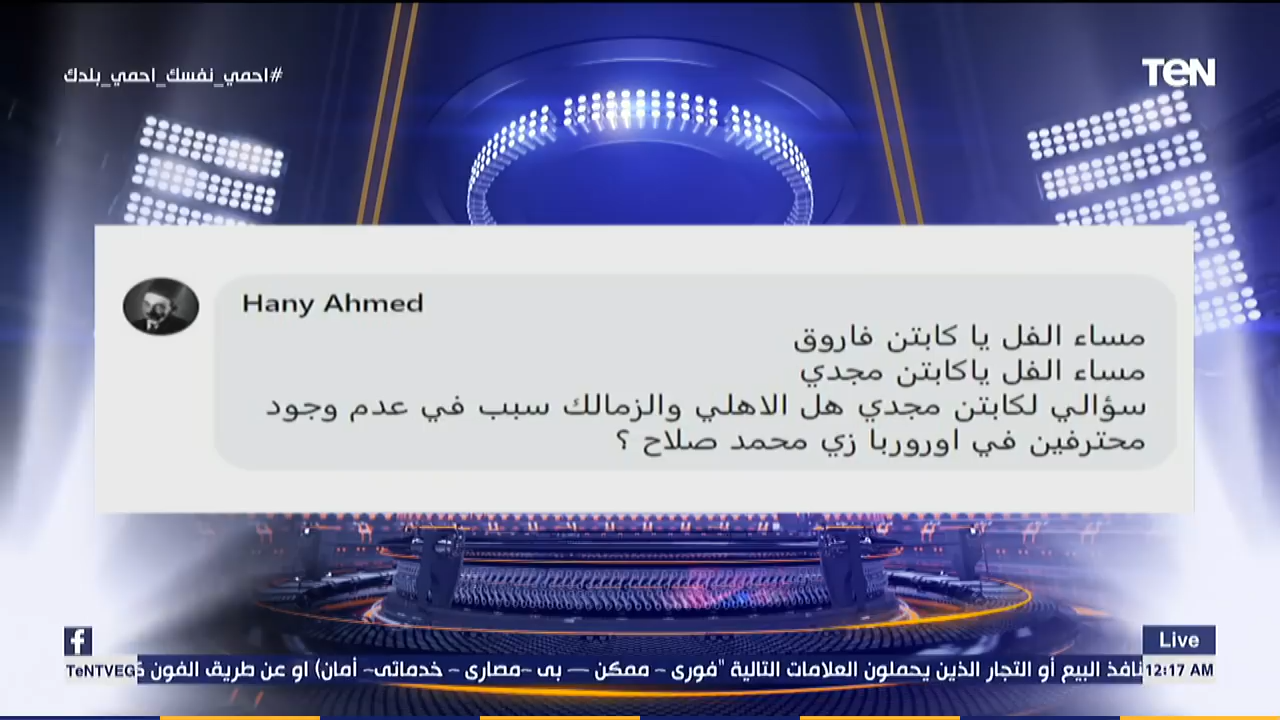 #احمي_نفسك_احمي_بلدك
TeN
Hany Ahmed
مساء الفل يا كابتن فاروق
مساء الفل ياكابتن مجدي
سؤالي لكابتن مجدي هل الاهلي والزمالك سبب في عدم وجود
محترفين في اوروربا زي محمد صلاح ؟
Live
TeNTVEG
نافذ البيع أو التجار الذين يحملون العلامات التالية "فورى – ممكن — بى –مصارى – خدماتى– أمان) او عن طريق الفون
12:17 AM